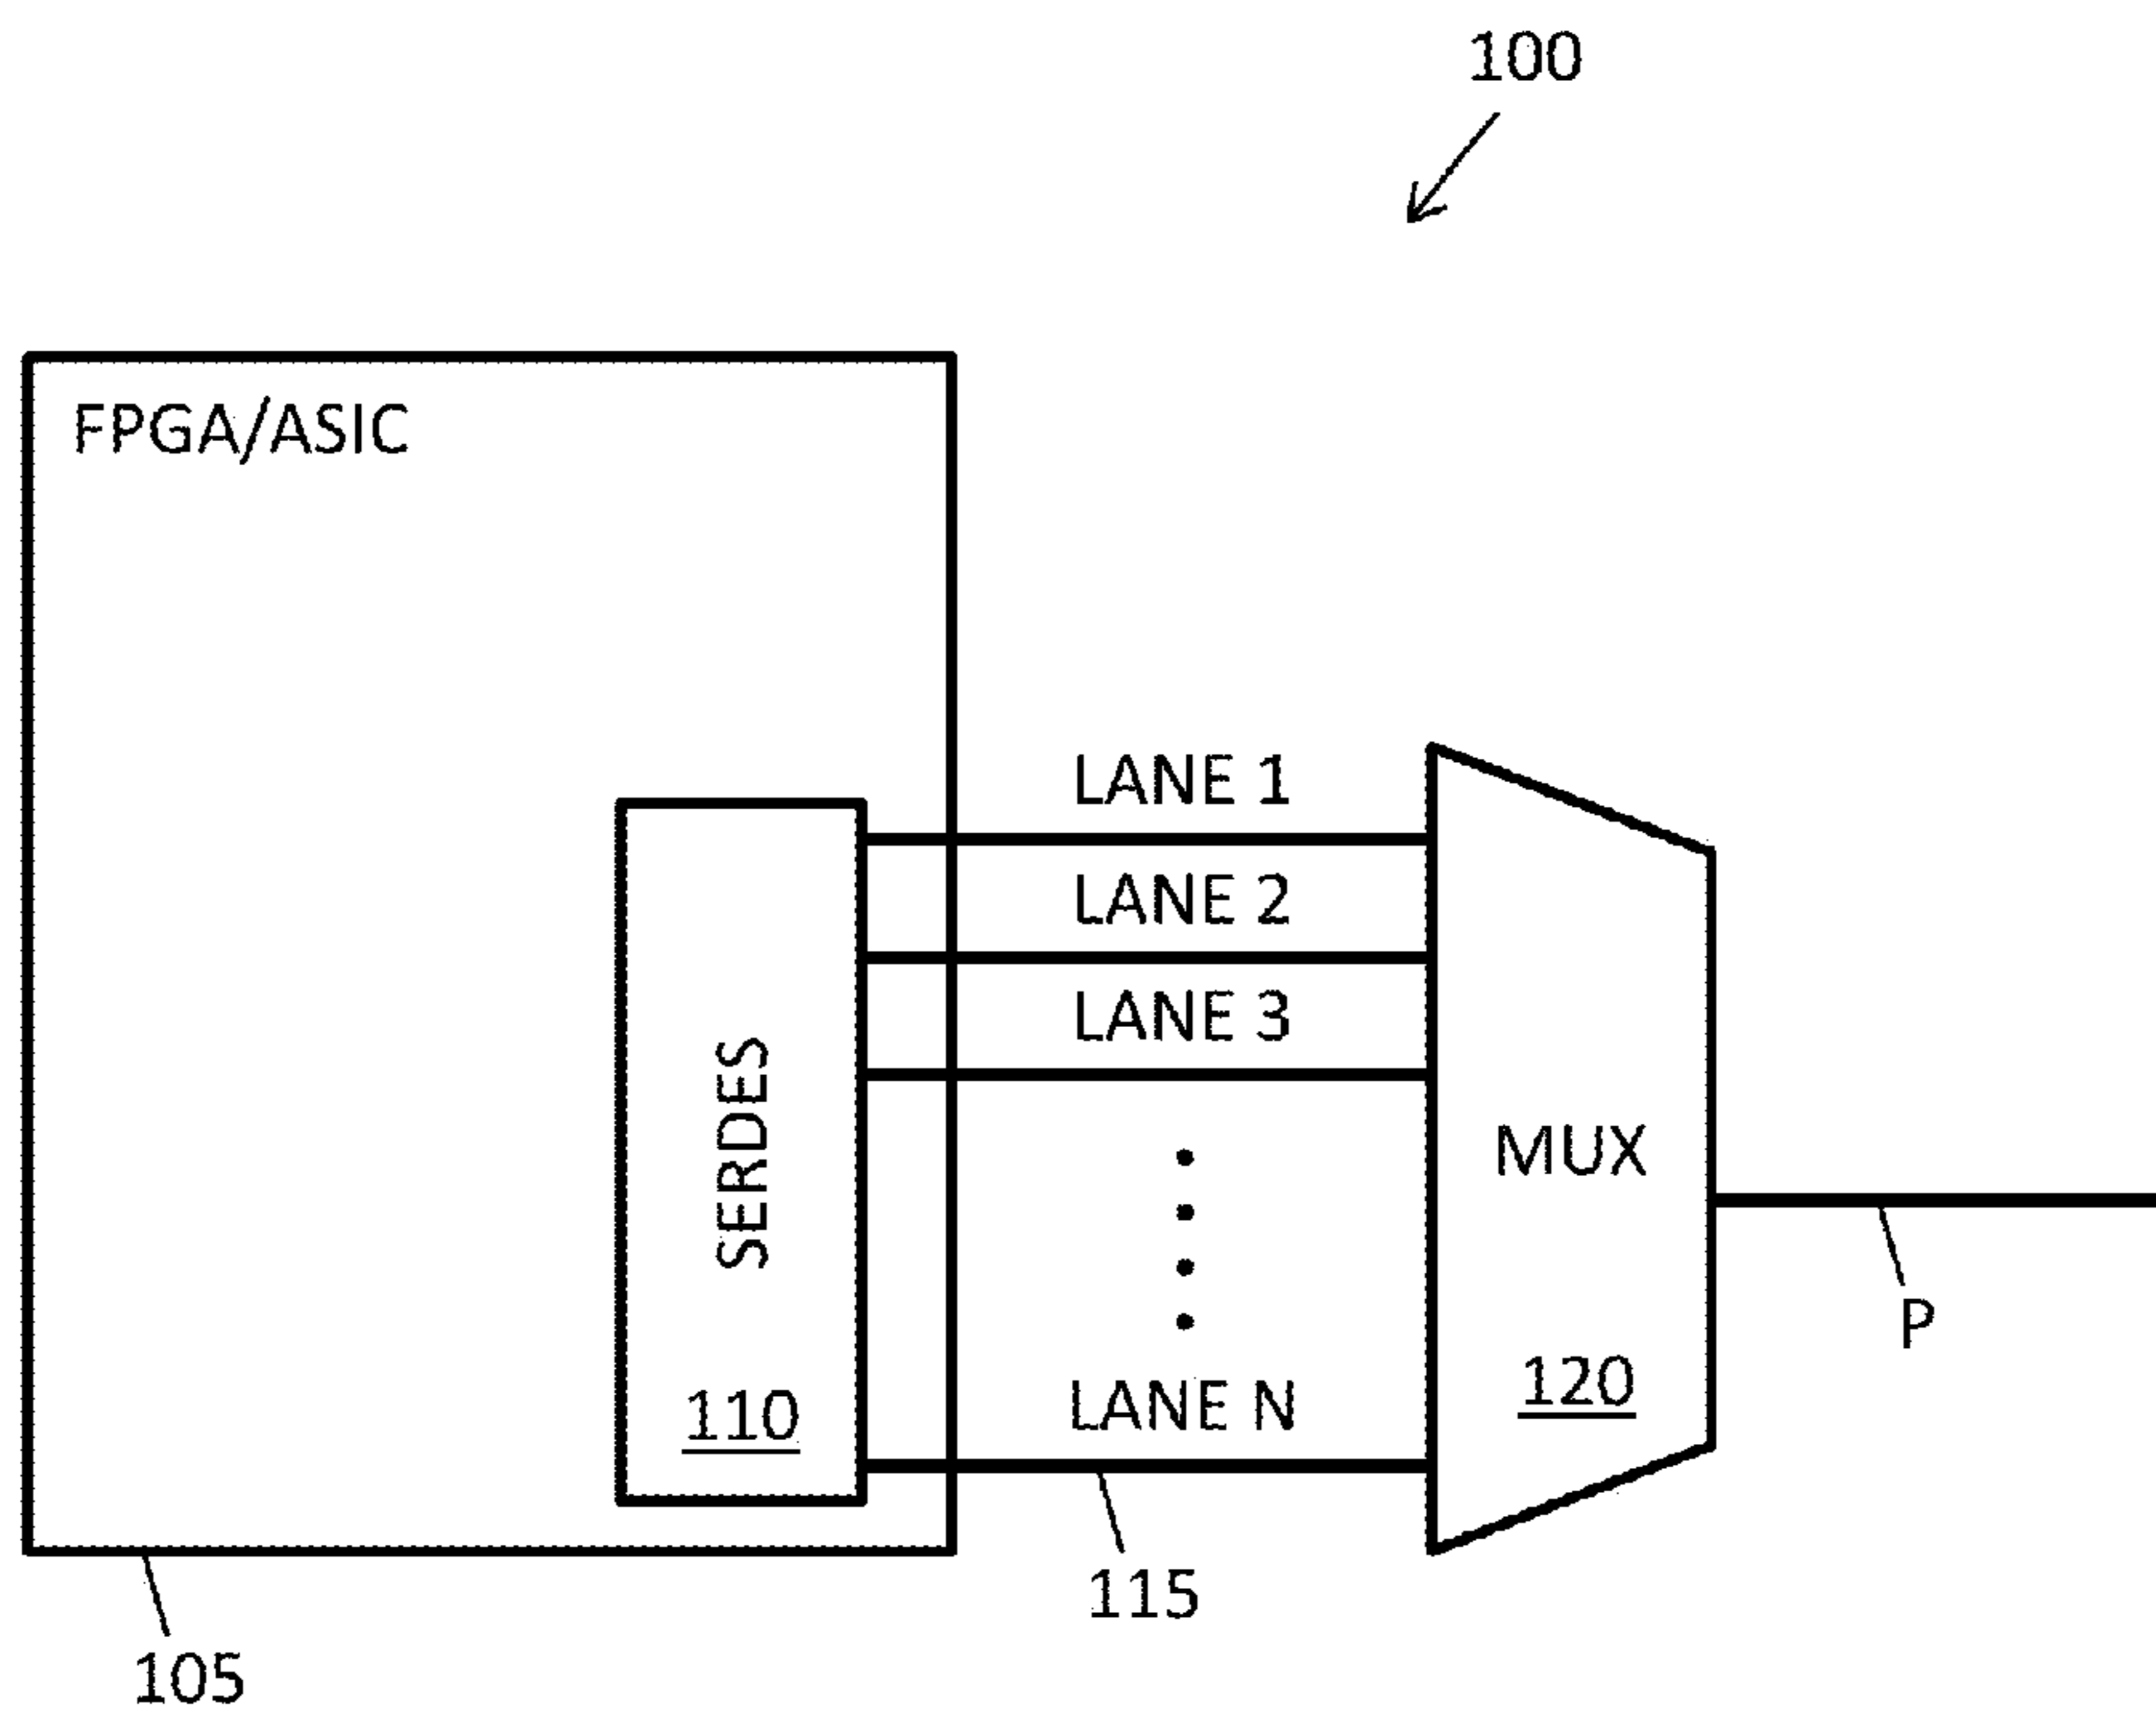 100
FPGA/ASIC
LANE 1
LANE 2
LANE 3
SERDES
MUX
P
110
LANE N
120
115
105